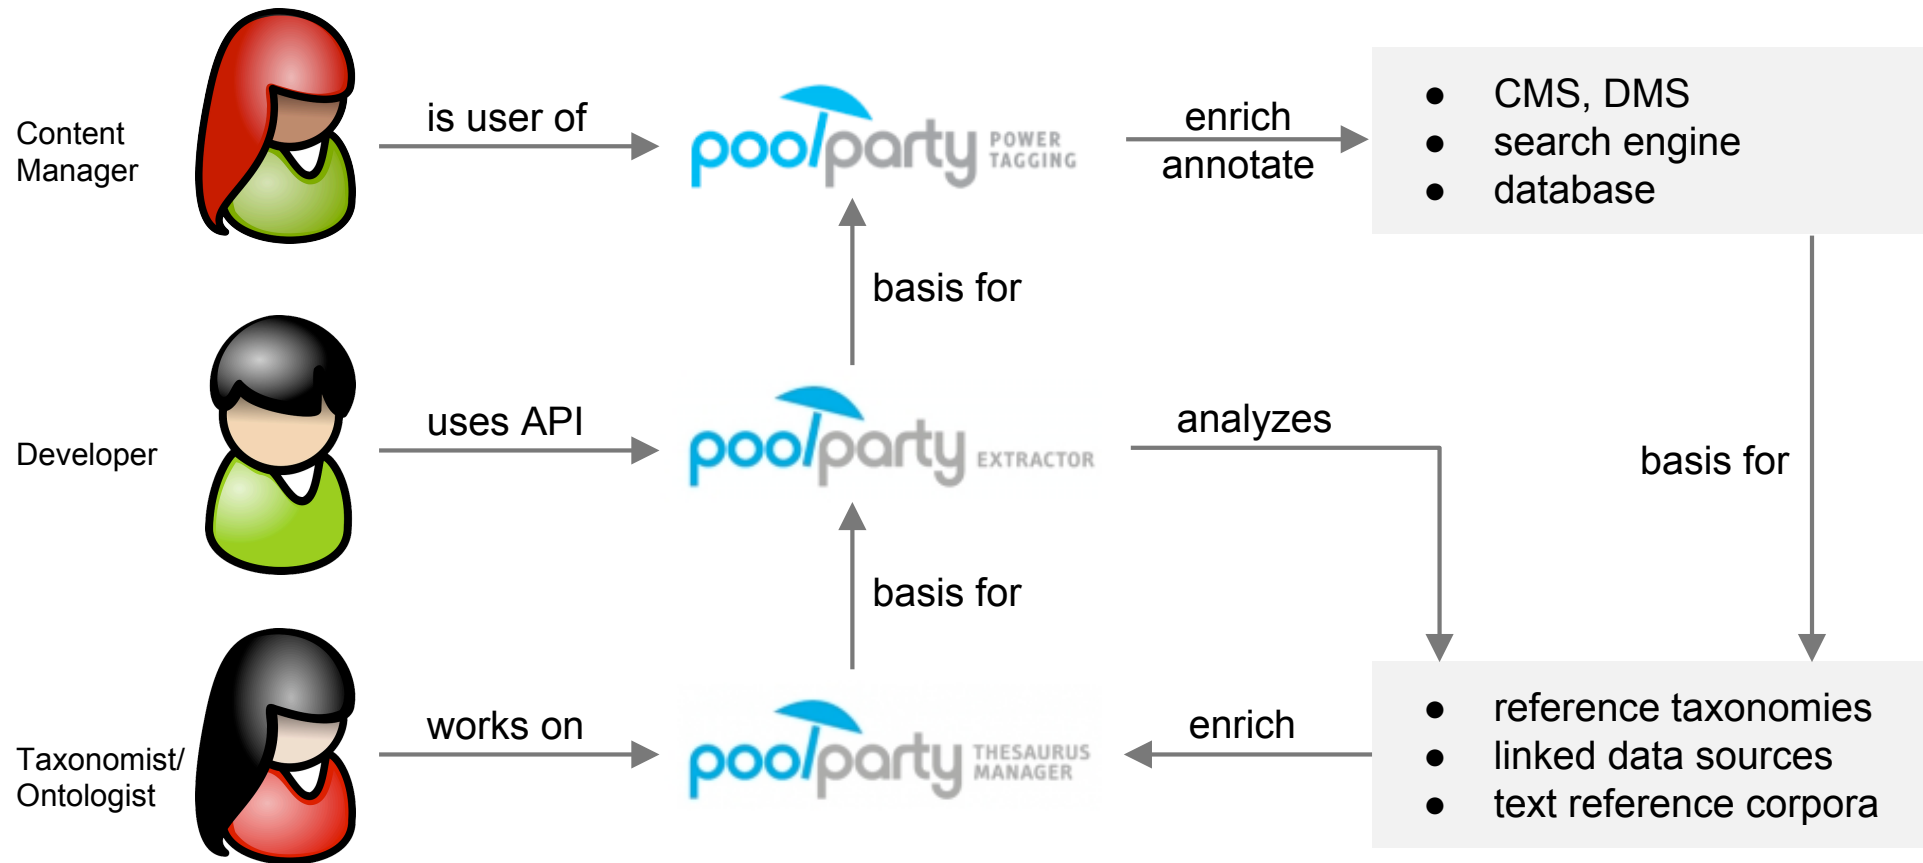 Content
Manager
is user of
poolparty POWER
TAGGING
enrich
annotate
● CMS, DMS
● search engine
● database
basis for
Developer
uses API
poolparty EXTRACTOR
analyzes
basis for
basis for
Taxonomist/
Ontologist
works on
poolparty THESAURUS
MANAGER
enrich
● reference taxonomies
● linked data sources
● text reference corpora